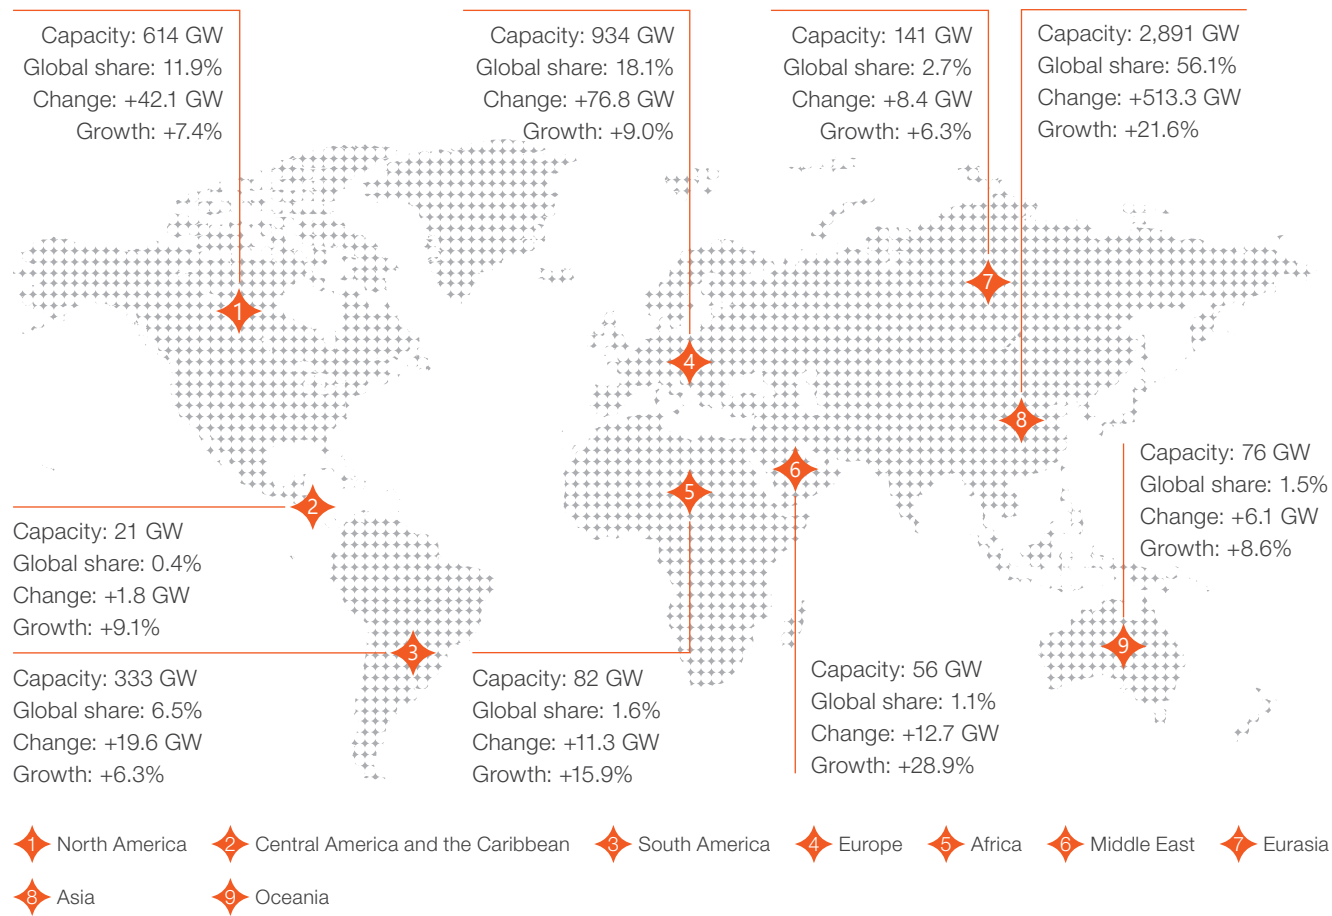 Capacity: 614 GW
Global share: 11.9%
Change: +42.1 GW
Growth: +7.4%
Capacity: 934 GW
Global share: 18.1%
Change: +76.8 GW
Growth: +9.0%
Capacity: 141 GW
Global share: 2.7%
Change: +8.4 GW
Growth: +6.3%
Capacity: 2,891 GW
Global share: 56.1%
Change: +513.3 GW
Growth: +21.6%
1
7
4
8
6
5
2
Capacity: 76 GW
Global share: 1.5%
Change: +6.1 GW
Growth: +8.6%
Capacity: 21 GW
Global share: 0.4%
Change: +1.8 GW
Growth: +9.1%
3
9
Capacity: 333 GW
Global share: 6.5%
Change: +19.6 GW
Growth: +6.3%
Capacity: 82 GW
Global share: 1.6%
Change: +11.3 GW
Growth: +15.9%
Capacity: 56 GW
Global share: 1.1%
Change: +12.7 GW
Growth: +28.9%
1 North America
2 Central America and the Caribbean
3 South America
4 Europe
5 Africa
6 Middle East
7 Eurasia
8 Asia
9 Oceania